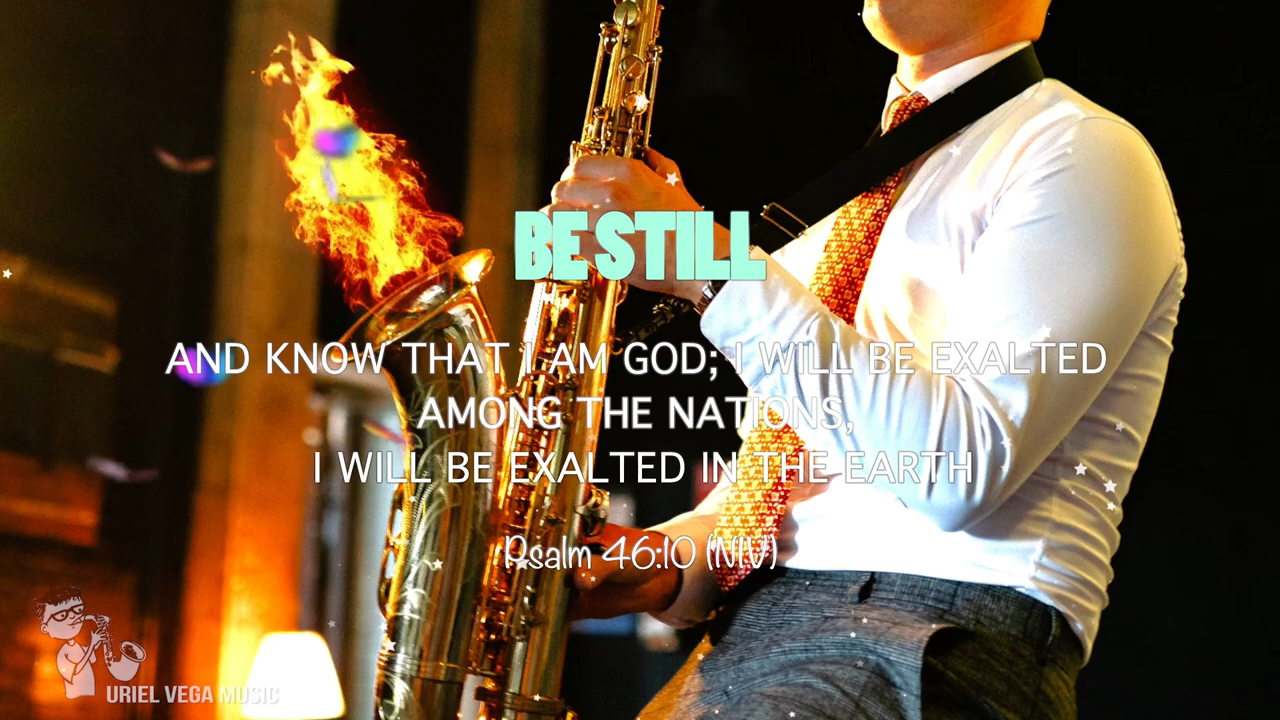 BE STILL
AND KNOW THAT I AM GOD; I WILL BE EXALTED
AMONG THE NATIONS,
I WILL BE EXALTED IN THE EARTH
Psalm 46:10 (NIV)
URIEL VEGA MUSIC